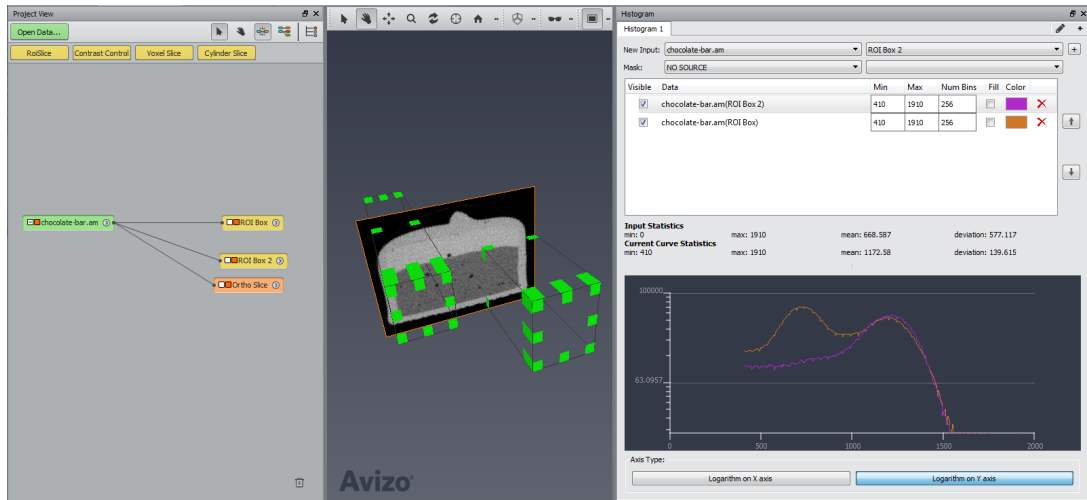 Project View
Open Data...
RoiSlice Contrast Control Voxel Slice Cylinder Slice
chocolate-bar.am
ROI Box
ROI Box 2
Ortho Slice
Avizo
Histogram
Histogram 1
New Input: chocolate-bar.am ROI Box 2
Mask: NO SOURCE
Visible Data Min Max Num Bins Fill Color
chocolate-bar.am(ROI Box 2) 410 1910 256
chocolate-bar.am(ROI Box) 410 1910 256
Input Statistics
min: 0 max: 1910 mean: 668.587 deviation: 577.117
Current Curve Statistics
min: 410 max: 1910 mean: 1172.58 deviation: 139.615
100000
63.0957
0 500 1000 1500 2000
Axis Type:
Logarithm on X axis Logarithm on Y axis